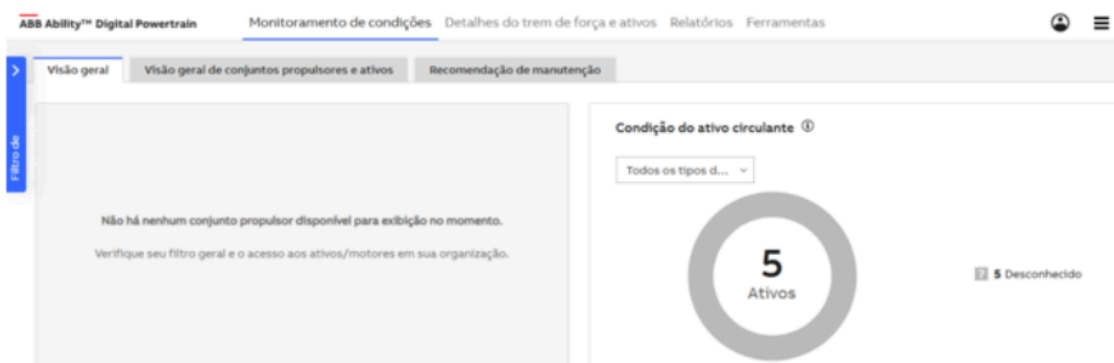 ABB Ability™ Digital Powertrain
Monitoramento de condições Detalhes do trem de força e ativos Relatórios Ferramentas
Visão geral
Visão geral de conjuntos propulsores e ativos
Recomendação de manutenção
Filtro de
Não há nenhum conjunto propulsor disponível para exibição no momento.
Verifique seu filtro geral e o acesso aos ativos/motores em sua organização.
Condição do ativo circulante
Todos os tipos d...
5
Ativos
5 Desconhecido